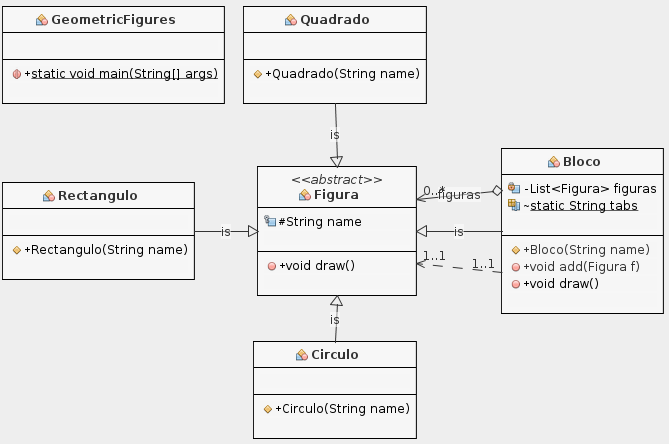 GeometricFigures
+static void main(String[] args)
Quadrado
+Quadrado(String name)
is
Rectangulo
+Rectangulo(String name)
is
<<abstract>>
Figura
#String name
+void draw()
0..*
figuras
is
1..1
1..1
Bloco
-List<Figura> figuras
~static String tabs
+Bloco(String name)
+void add(Figura f)
+void draw()
is
Circulo
+Circulo(String name)